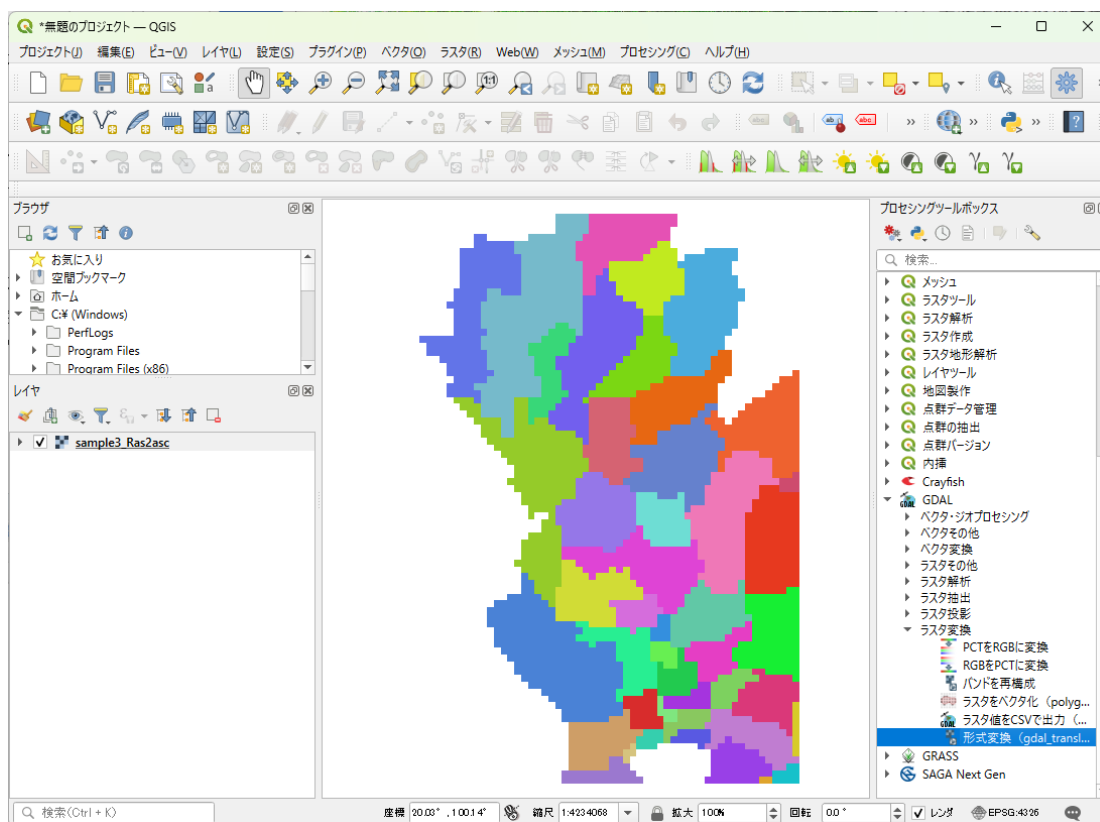 *無題のプロジェクト — QGIS
プロジェクト(J) 編集(E) ビュー(V) レイヤ(L) 設定(S) プラグイン(P) ベクタ(O) ラスタ(R) Web(W) メッシュ(M) プロセシング(C) ヘルプ(H)
ブラウザ
お気に入り
空間ブックマーク
ホーム
C:¥ (Windows)
PerfLogs
Program Files
Program Files (x86)
レイヤ
sample3_Ras2asc
プロセシングツールボックス
検索...
メッシュ
ラスタツール
ラスタ解析
ラスタ作成
ラスタ地形解析
レイヤツール
地図製作
点群データ管理
点群の抽出
点群バージョン
内挿
Crayfish
GDAL
ベクタ・ジオプロセシング
ベクタその他
ベクタ変換
ラスタその他
ラスタ解析
ラスタ抽出
ラスタ投影
ラスタ変換
PCTをRGBに変換
RGBをPCTに変換
バンドを再構成
ラスタをベクタ化（polyg...
ラスタ値をCSVで出力（...
形式変換（gdal_transl...
GRASS
SAGA Next Gen
検索(Ctrl + K) 座標 20.03° ,100.14° 縮尺 1:4234068 拡大 100% 回転 0.0 ° レンダ EPSG:4326